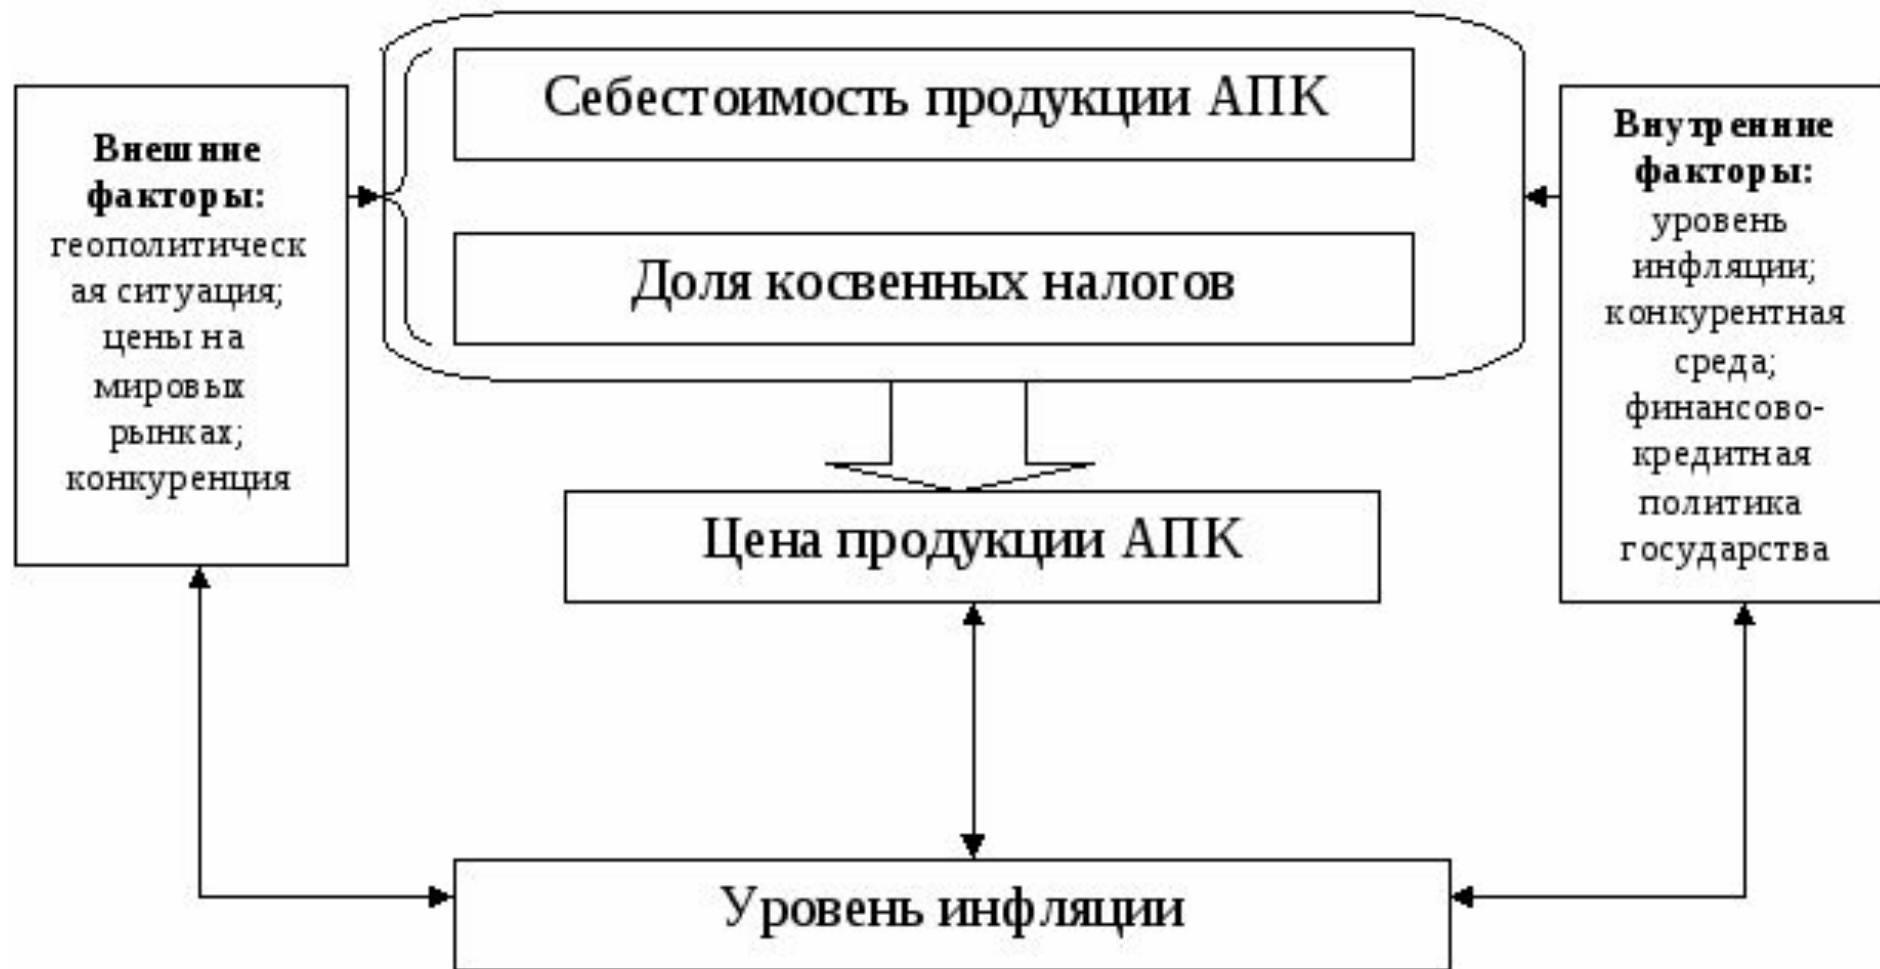 Себестоимость продукции АПК
Доля косвенных налогов
Внешние
факторы:
геополитическ
ая ситуация;
цены на
мировых
рынках;
конкуренция
Внутренние
факторы:
уровень
инфляции;
конкурентная
среда;
финансово-
кредитная
политика
государства
Цена продукции АПК
Уровень инфляции